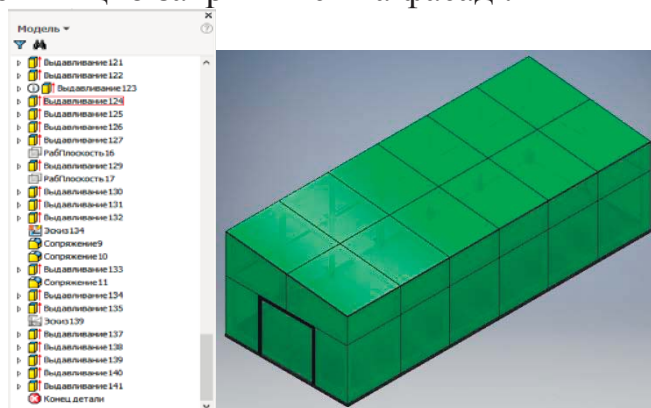 Модель
Выдавливание121
Выдавливание122
Выдавливание123
Выдавливание124
Выдавливание125
Выдавливание126
Выдавливание127
РабПлоскость16
Выдавливание129
РабПлоскость17
Выдавливание130
Выдавливание131
Выдавливание132
Эскиз134
Сопряжение9
Сопряжение10
Выдавливание133
Сопряжение11
Выдавливание134
Выдавливание135
Эскиз139
Выдавливание137
Выдавливание138
Выдавливание139
Выдавливание140
Выдавливание141
Конец детали